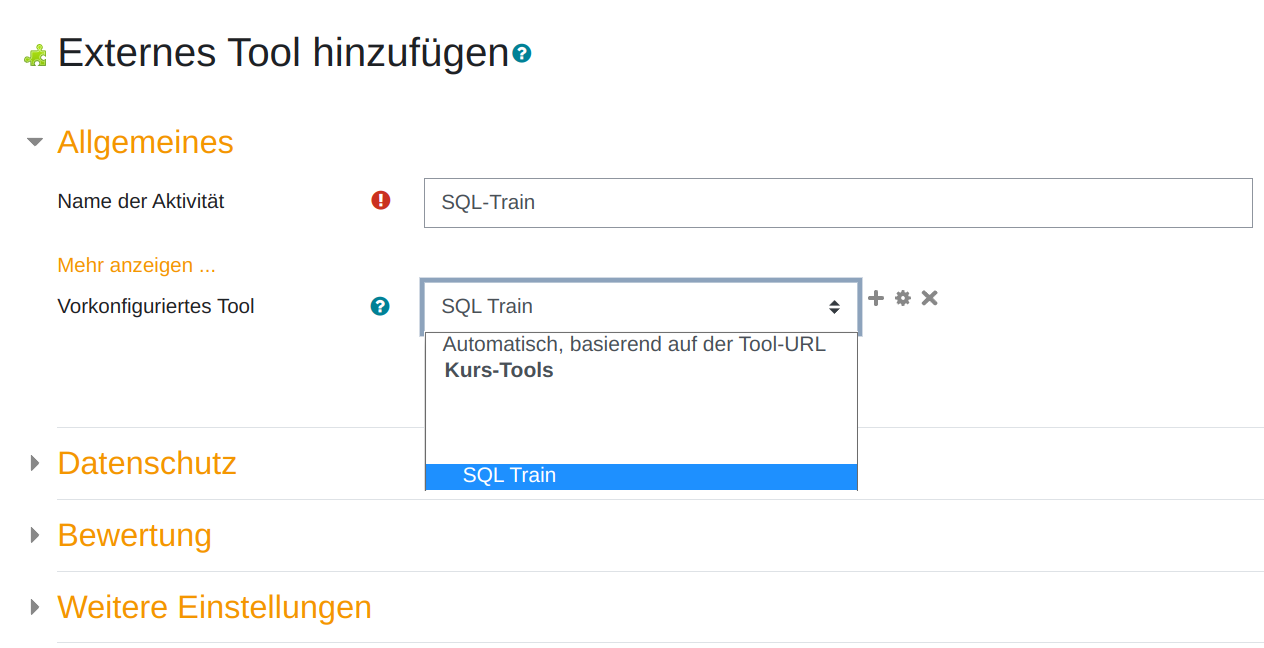 Externes Tool hinzufügen
Allgemeines
Name der Aktivität
SQL-Train
Mehr anzeigen ...
Vorkonfiguriertes Tool
SQL Train
Automatisch, basierend auf der Tool-URL
Kurs-Tools
SQL Train
Datenschutz
Bewertung
Weitere Einstellungen